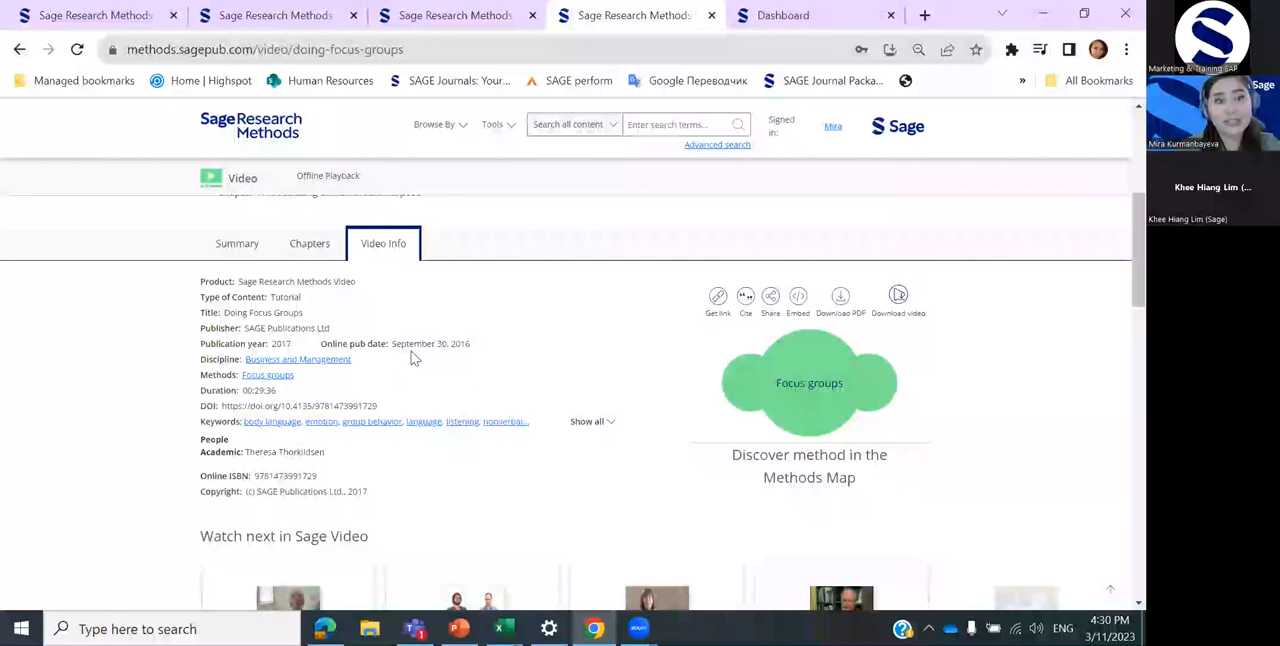 Sage Research Methods
Sage Research Methods
Sage Research Methods
Sage Research Methods
Dashboard
methods.sagepub.com/video/doing-focus-groups
Managed bookmarks
Home | Highspot
Human Resources
SAGE Journ
SAGE perform
Google Переводчик
SAGE Journal Packa...
»
All Bookmarks
Sage Research Methods
Browse By
Tools
Search all content
Enter search terms...
Signed in:
Mira
Sage
Advanced search
Video
Offline Playback
Summary
Chapters
Video Info
Product: Sage Research Methods Video
Type of Content: Tutorial
Title: Doing Focus Groups
Publisher: SAGE Publications Ltd
Publication year: 2017 Online pub date: September 30, 2016
Discipline: Business and Management
Methods: Focus groups
Duration: 00:29:36
DOI: https://doi.org/10.4135/9781473991729
Keywords: body language, emotion, group behavior, language, listening, nonverbal...
Show all
People
Academic: Theresa Thorkildsen
Online ISBN: 9781473991729
Copyright: (c) SAGE Publications Ltd., 2017
Get link
Cite
Share
Embed
Download PDF
Download video
Focus groups
Discover method in the
Methods Map
Watch next in Sage Video
Type here to search
1
ENG
4:30 PM
3/11/2023
Marketing & Training SAP
Sage
Mira Kurmanbayeva
Khee Hiang Lim (...
Khee Hiang Lim (Sage)